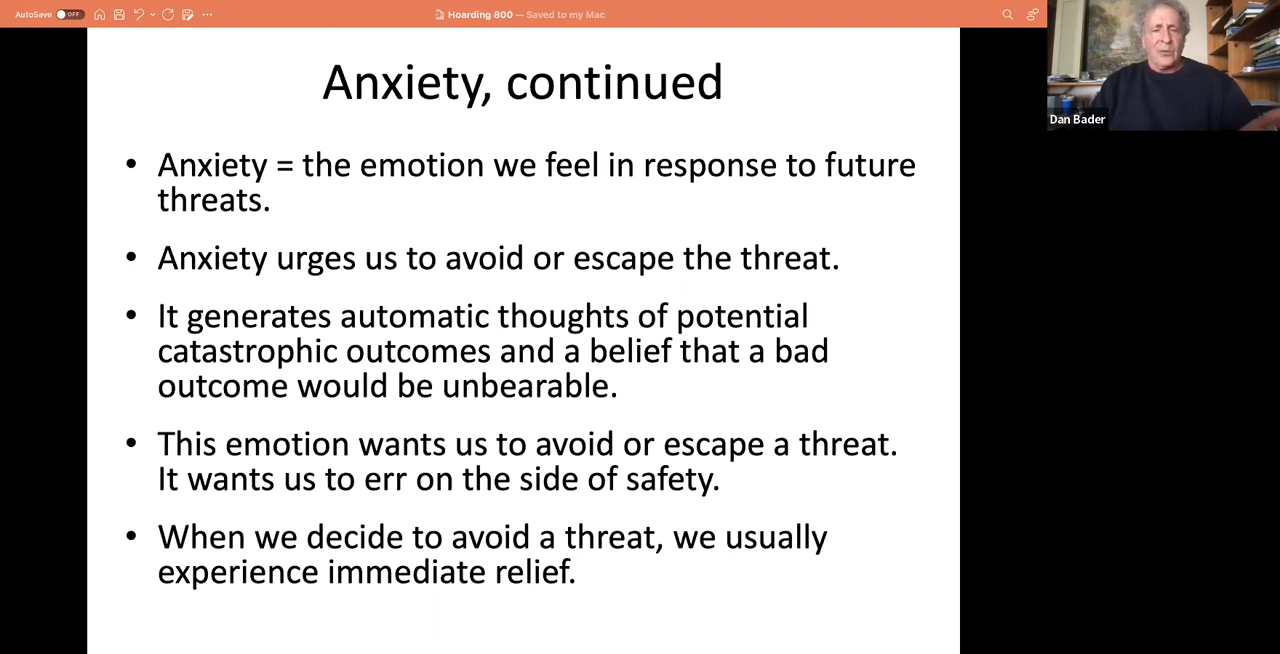 AutoSave OFF
Hoarding 800 — Saved to my Mac
Dan Bader
Anxiety, continued
• Anxiety = the emotion we feel in response to future
threats.
• Anxiety urges us to avoid or escape the threat.
• It generates automatic thoughts of potential
catastrophic outcomes and a belief that a bad
outcome would be unbearable.
• This emotion wants us to avoid or escape a threat.
It wants us to err on the side of safety.
• When we decide to avoid a threat, we usually
experience immediate relief.